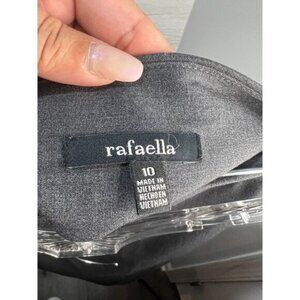 rafaella
10
MADE IN
VIETNAM
HECHO EN
VIETNAM